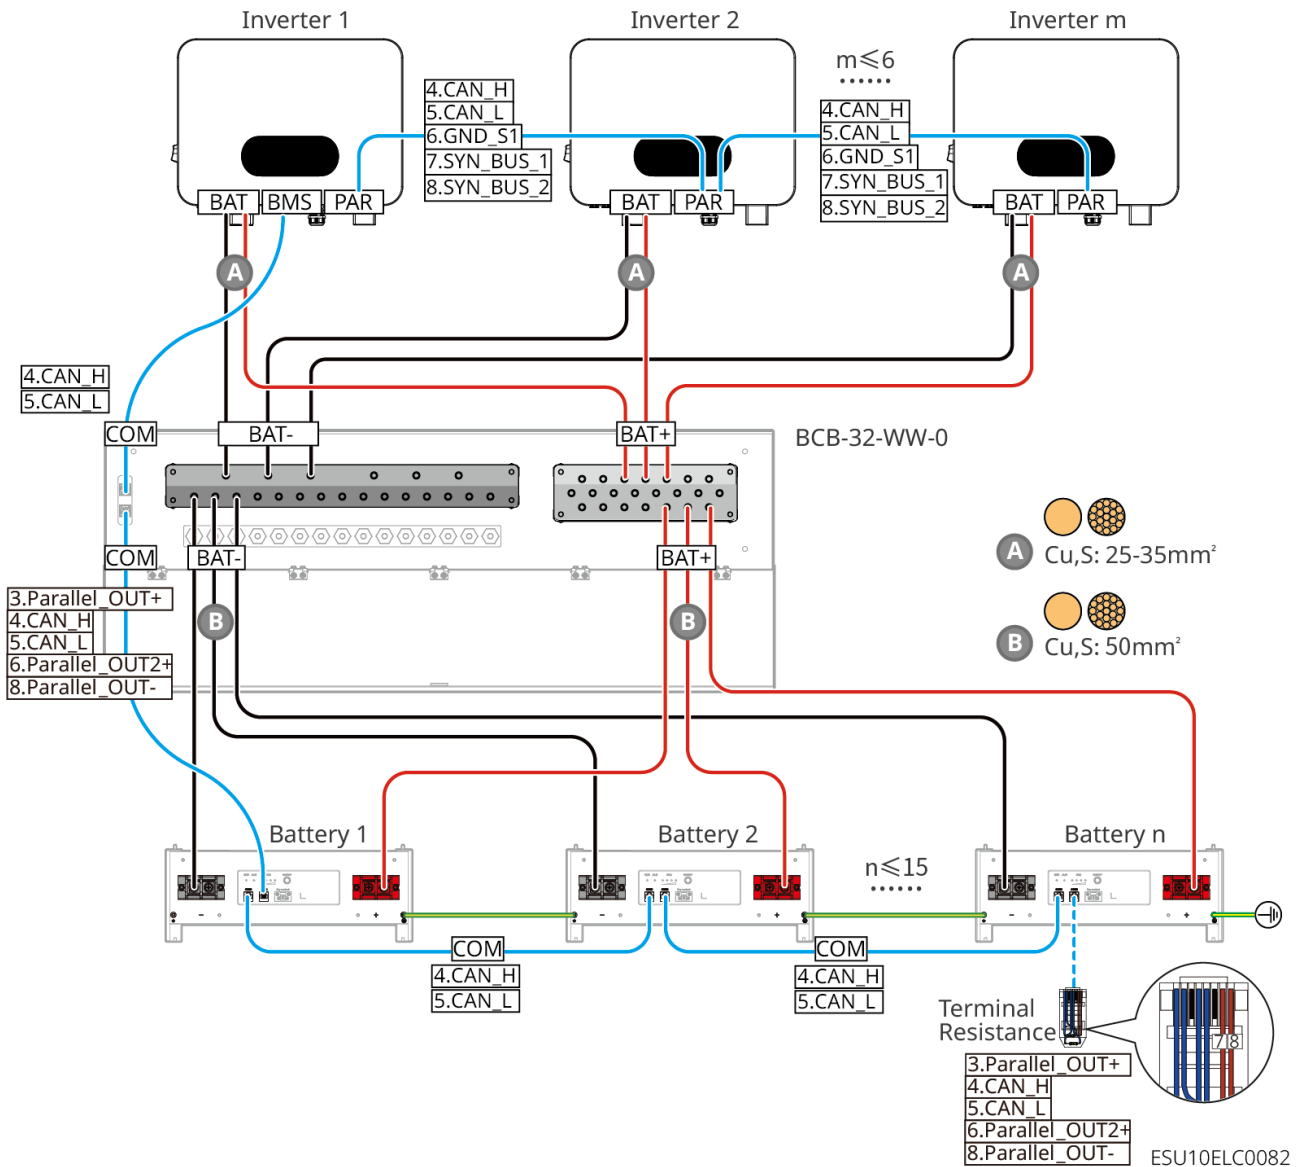 Inverter 1
Inverter 2
Inverter m
m≤6
4.CAN_H
5.CAN_L
6.GND_S1
7.SYN_BUS_1
8.SYN_BUS_2
4.CAN_H
5.CAN_L
6.GND_S1
7.SYN_BUS_1
8.SYN_BUS_2
BAT
BMS
PAR
BAT
PAR
BAT
PAR
A
A
A
4.CAN_H
5.CAN_L
COM
BAT-
BAT+
BCB-32-WW-0
COM
BAT-
BAT+
A
Cu,S: 25-35mm²
B
Cu,S: 50mm²
3.Parallel_OUT+
4.CAN_H
5.CAN_L
6.Parallel_OUT2+
8.Parallel_OUT-
B
B
Battery 1
Battery 2
Battery n
n≤15
-
+
-
+
-
+
COM
4.CAN_H
5.CAN_L
COM
4.CAN_H
5.CAN_L
Terminal
Resistance
7 8
3.Parallel_OUT+
4.CAN_H
5.CAN_L
6.Parallel_OUT2+
8.Parallel_OUT-
ESU10ELC0082